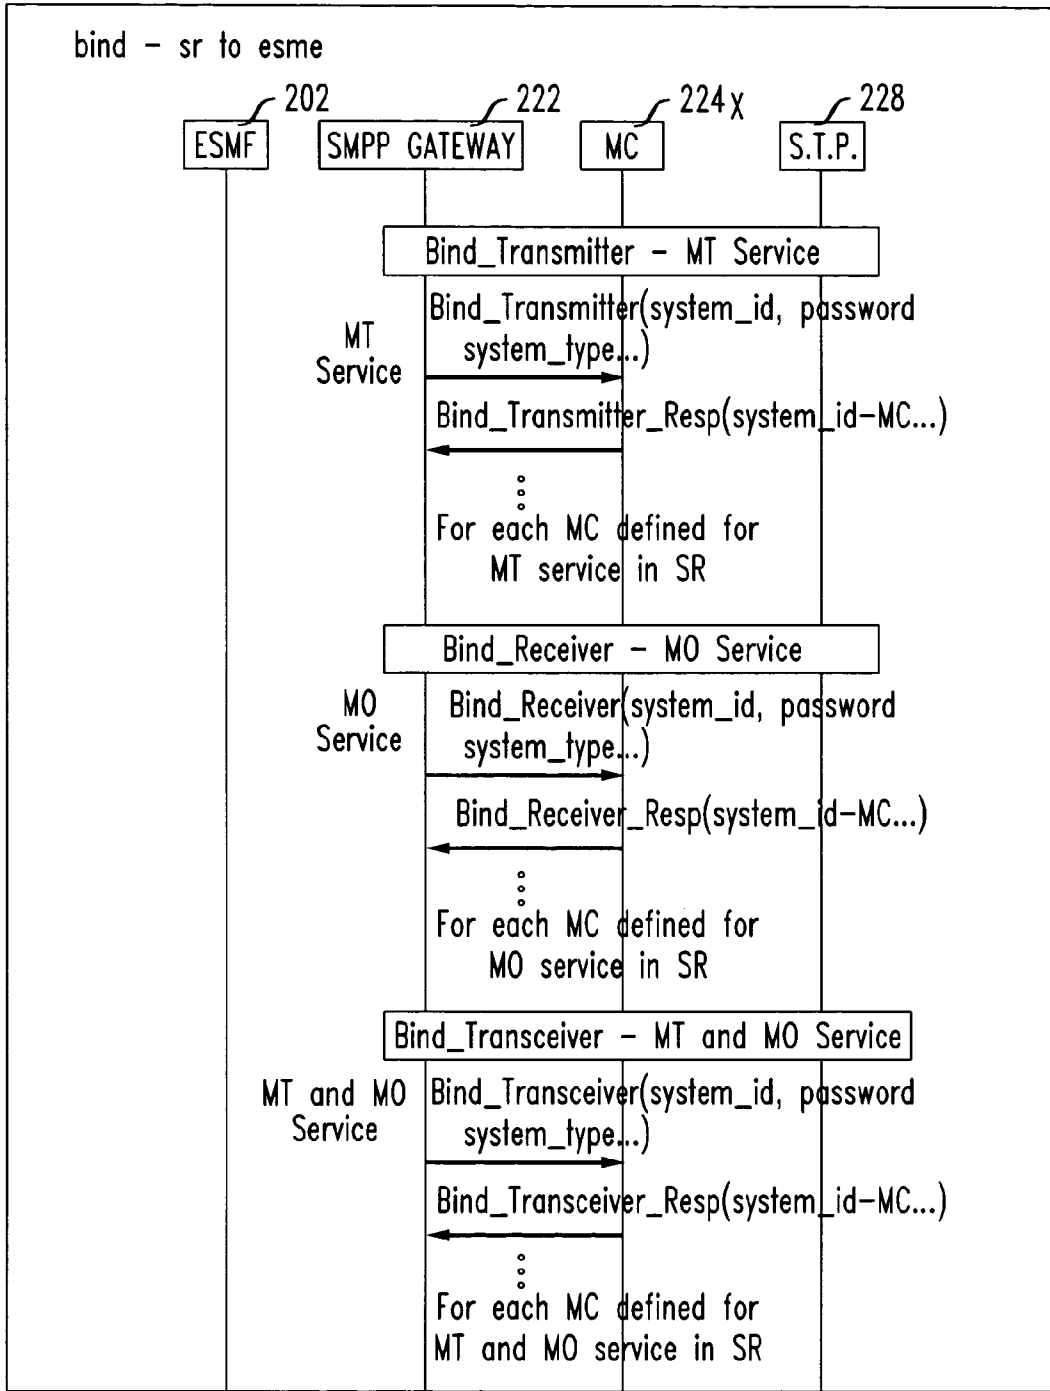 bind - sr to esme
202
222
224x
228
ESMF
SMPP GATEWAY
MC
S.T.P.
Bind_Transmitter - MT Service
MT
Service
Bind_Transmitter(system_id, password
system_type...)
Bind_Transmitter_Resp(system_id-MC...)
For each MC defined for
MT service in SR
Bind_Receiver - MO Service
MO
Service
Bind_Receiver(system_id, password
system_type...)
Bind_Receiver_Resp(system_id-MC...)
For each MC defined for
MO service in SR
Bind_Transceiver - MT and MO Service
MT and MO
Service
Bind_Transceiver(system_id, password
system_type...)
Bind_Transceiver_Resp(system_id-MC...)
For each MC defined for
MT and MO service in SR